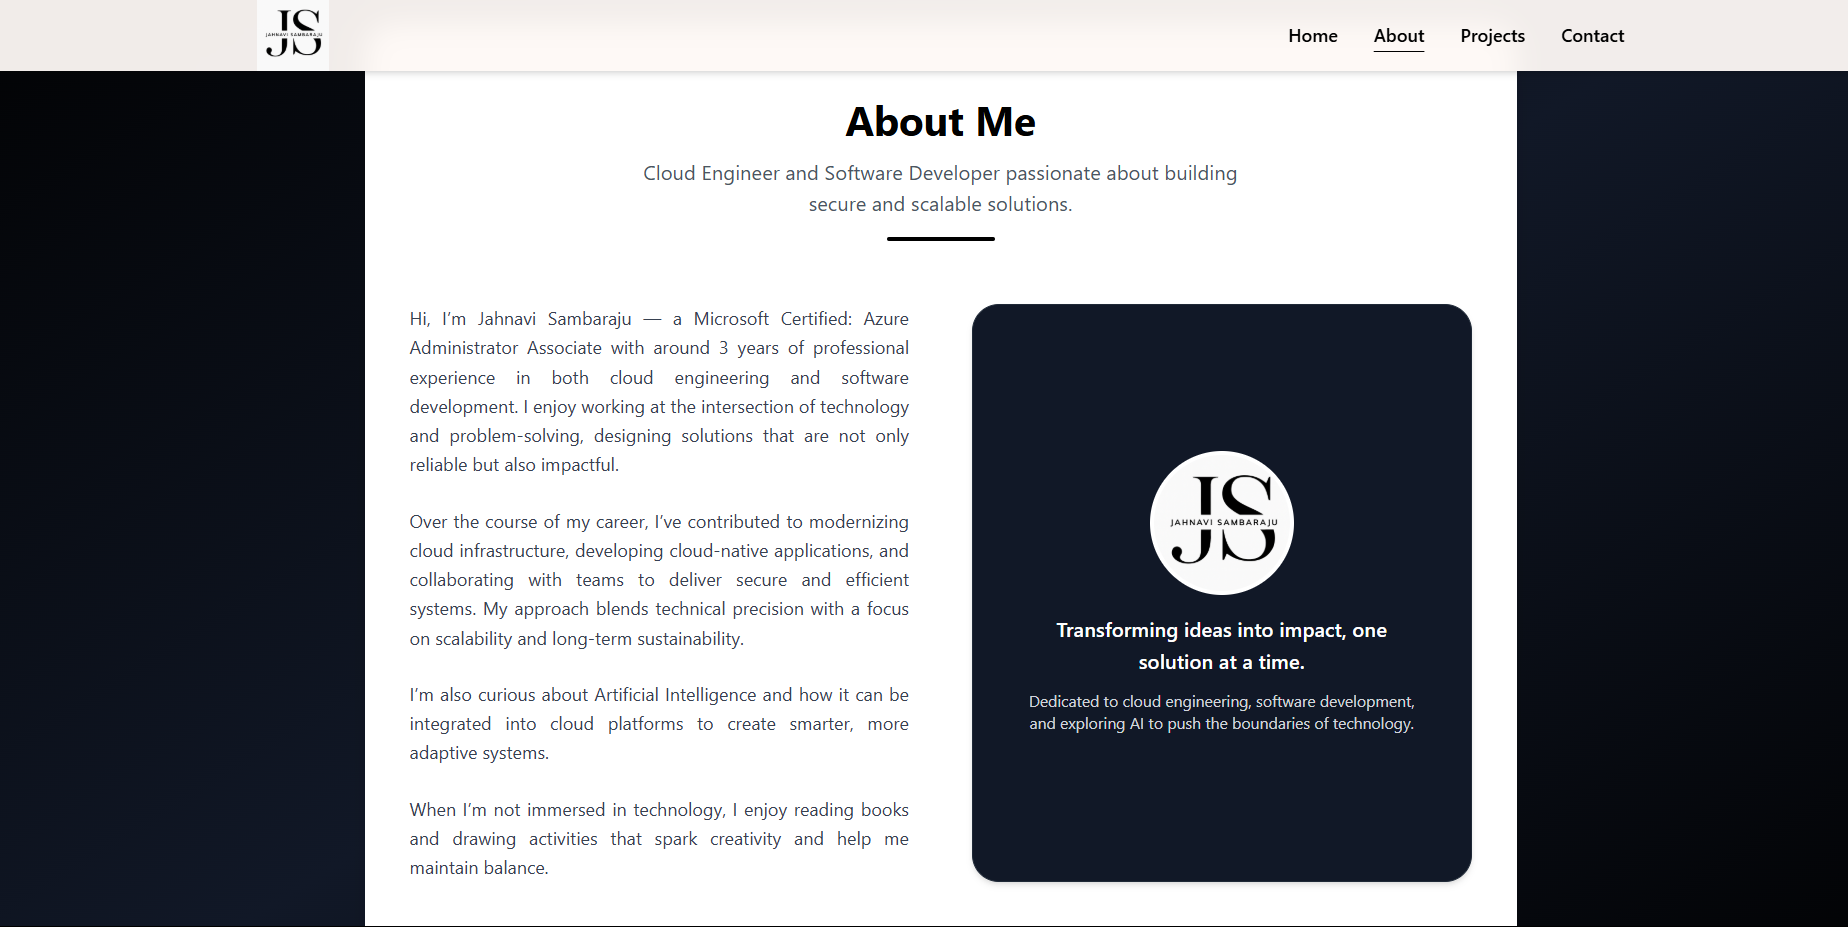 JS
JAHNAVI SAMBARAJU
Home
About
Projects
Contact
About Me
Cloud Engineer and Software Developer passionate about building
secure and scalable solutions.
Hi, I’m Jahnavi Sambaraju — a Microsoft Certified: Azure
Administrator Associate with around 3 years of professional
experience in both cloud engineering and software
development. I enjoy working at the intersection of technology
and problem-solving, designing solutions that are not only
reliable but also impactful.
Over the course of my career, I’ve contributed to modernizing
cloud infrastructure, developing cloud-native applications, and
collaborating with teams to deliver secure and efficient
systems. My approach blends technical precision with a focus
on scalability and long-term sustainability.
I’m also curious about Artificial Intelligence and how it can be
integrated into cloud platforms to create smarter, more
adaptive systems.
When I’m not immersed in technology, I enjoy reading books
and drawing activities that spark creativity and help me
maintain balance.
JS
JAHNAVI SAMBARAJU
Transforming ideas into impact, one
solution at a time.
Dedicated to cloud engineering, software development,
and exploring AI to push the boundaries of technology.